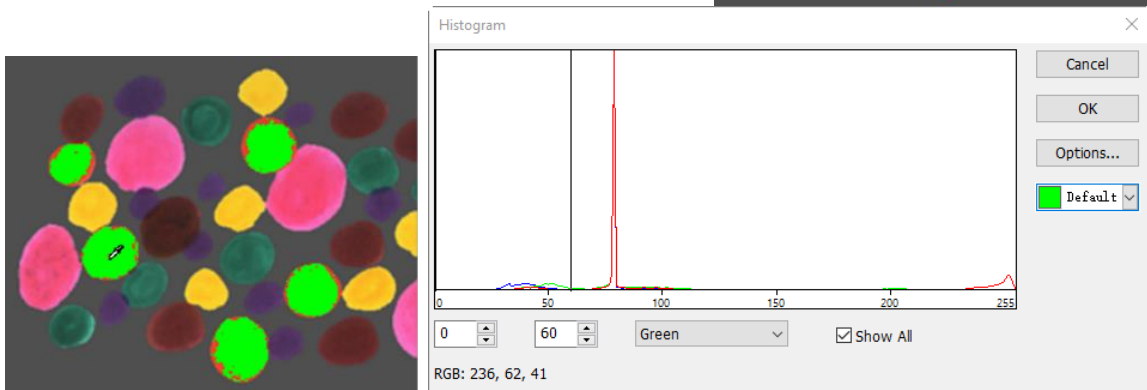 Histogram
Cancel
OK
Options...
Default
0 50 100 150 200 255
0 60 Green Show All
RGB: 236, 62, 41